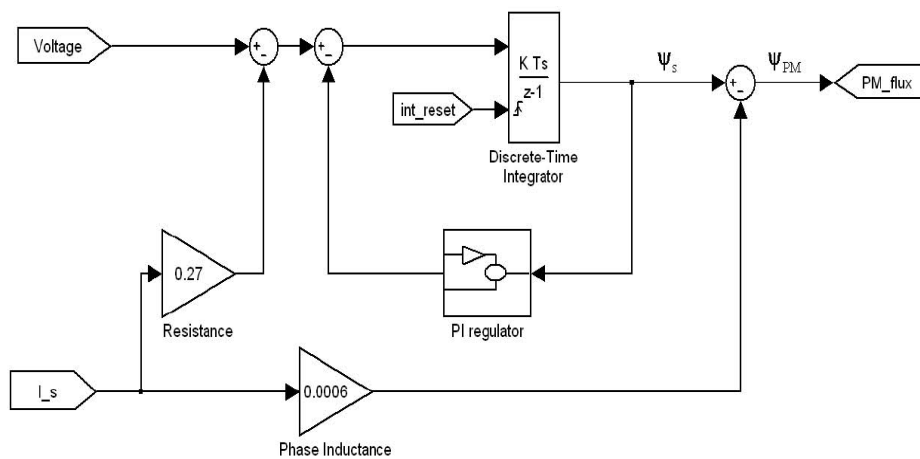 Voltage
+
-
+
-
K Ts
z-1
int_reset
Discrete-Time
Integrator
Ψs
+
-
ΨPM
PM_flux
0.27
Resistance
PI regulator
I_s
0.0006
Phase Inductance